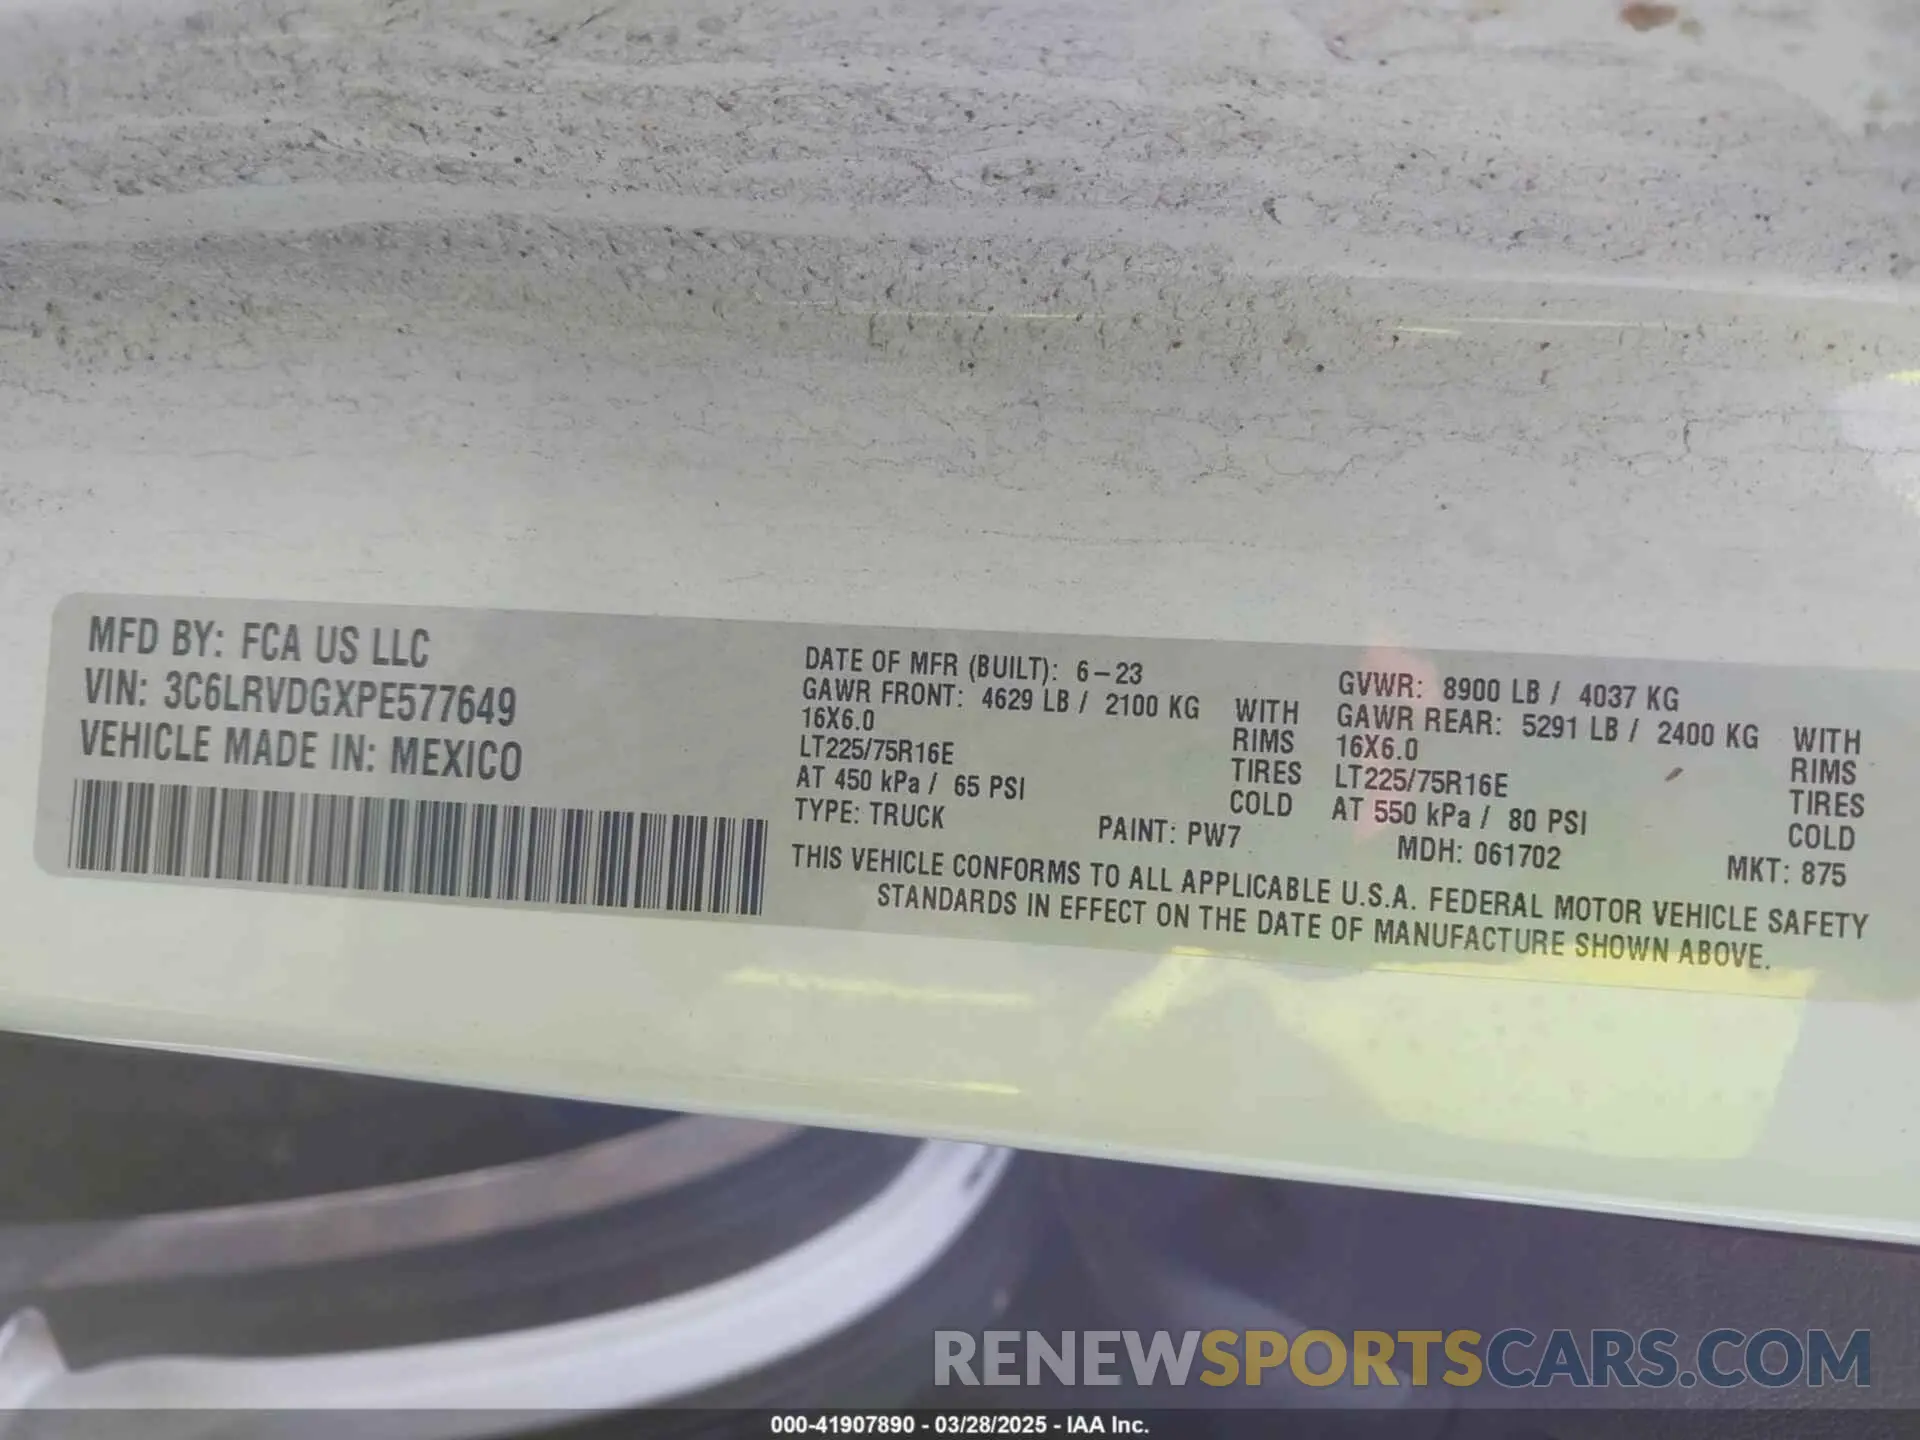 MFD BY: FCA US LLC
VIN: 3C6LRVDGXPE577649
VEHICLE MADE IN: MEXICO
DATE OF MFR (BUILT): 6-23
GAWR FRONT: 4629 LB / 2100 KG WITH
16X6.0 RIMS
LT225/75R16E TIRES
AT 450 kPa / 65 PSI COLD
GVWR: 8900 LB / 4037 KG
GAWR REAR: 5291 LB / 2400 KG WITH
16X6.0 RIMS
LT225/75R16E TIRES
AT 550 kPa / 80 PSI COLD
TYPE: TRUCK PAINT: PW7 MDH: 061702 MKT: 875
THIS VEHICLE CONFORMS TO ALL APPLICABLE U.S.A. FEDERAL MOTOR VEHICLE SAFETY
STANDARDS IN EFFECT ON THE DATE OF MANUFACTURE SHOWN ABOVE.
RENEWSPORTSCARS.COM
000-41907890 - 03/28/2025 - IAA Inc.